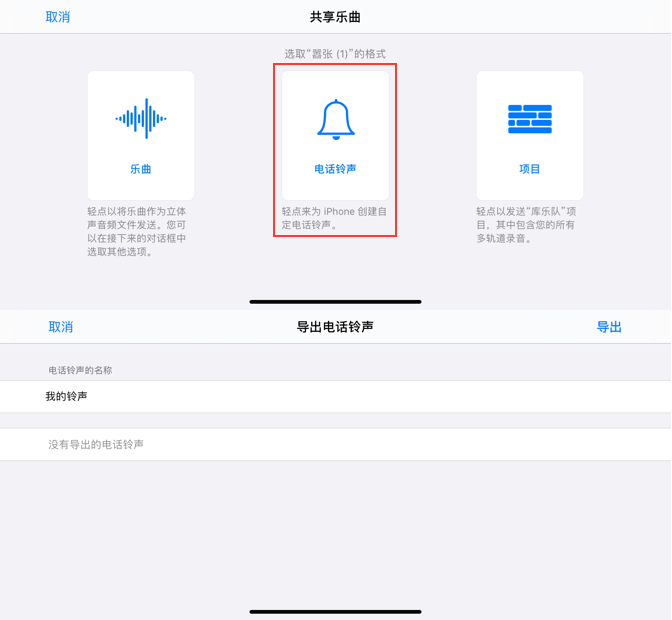 取消
共享乐曲
选取“嚣张 (1)”的格式
乐曲
电话铃声
项目
轻点以将乐曲作为立体
声音频文件发送。您可
以在接下来的对话框中
选取其他选项。
轻点来为 iPhone 创建自
定电话铃声。
轻点以发送“库乐队”项
目，其中包含您的所有
多轨道录音。
取消
导出电话铃声
导出
电话铃声的名称
我的铃声
没有导出的电话铃声